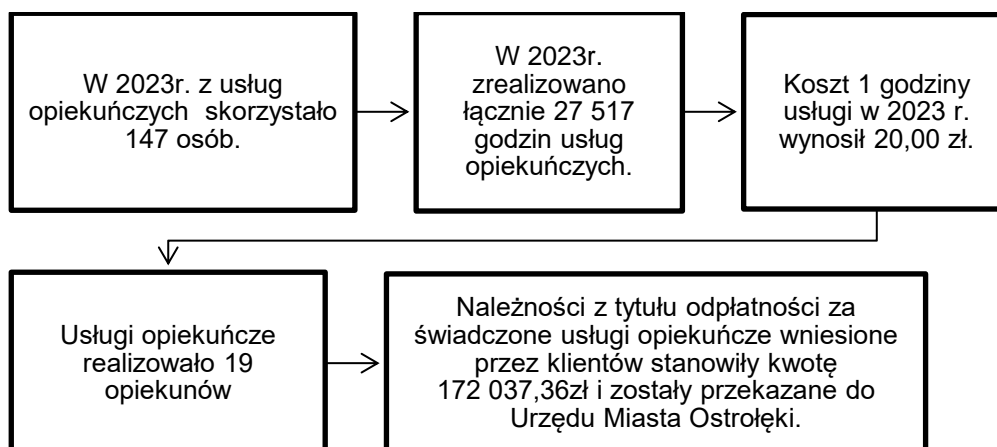 W 2023r. z usług
opiekuńczych skorzystało
147 osób.
W 2023r.
zrealizowano
łącznie 27 517
godzin usług
opiekuńczych.
Koszt 1 godziny
usługi w 2023 r.
wynosił 20,00 zł.
Usługi opiekuńcze
realizowało 19
opiekunów
Należności z tytułu odpłatności za
świadczone usługi opiekuńcze wniesione
przez klientów stanowiły kwotę
172 037,36zł i zostały przekazane do
Urzędu Miasta Ostrołęki.